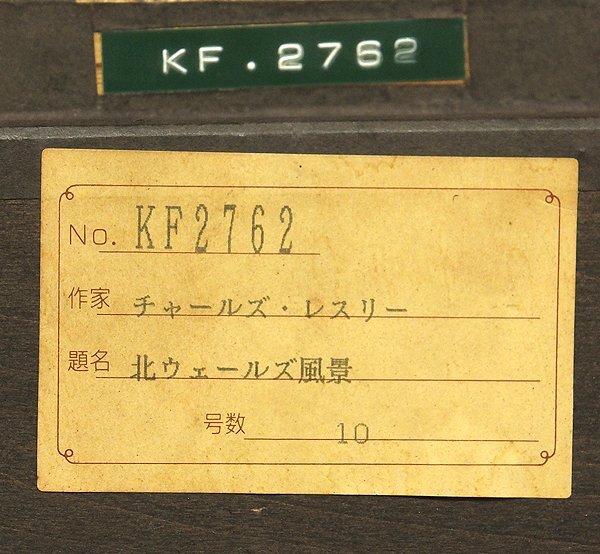 KF.2762
No. KF2762
作家 チャールズ・レスリー
題名 北ウェールズ風景
号数 10